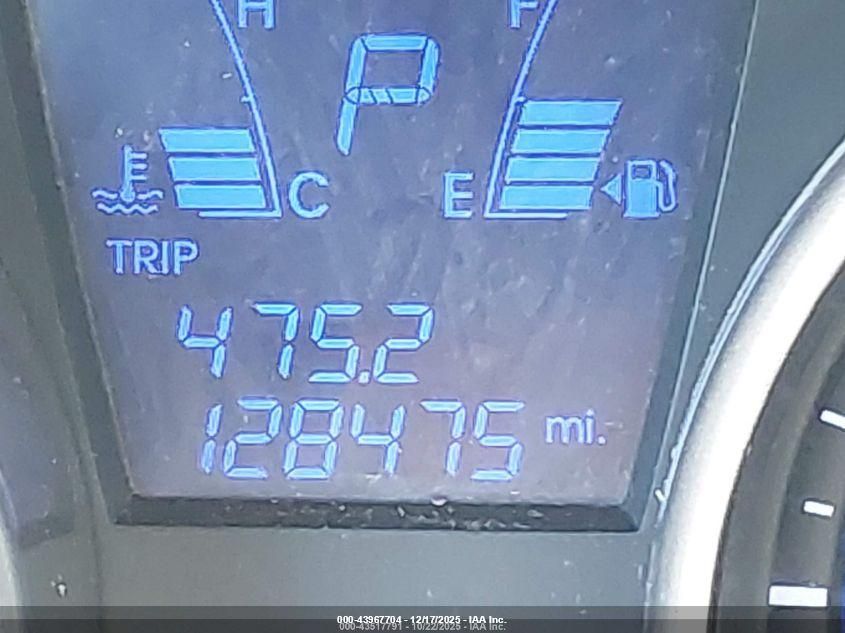 H F
P
C E
TRIP
475.2
128475 mi.
000-43967704 - 12/17/2025 - IAA Inc.
000-43517791 - 10/22/2025 - IAA Inc.